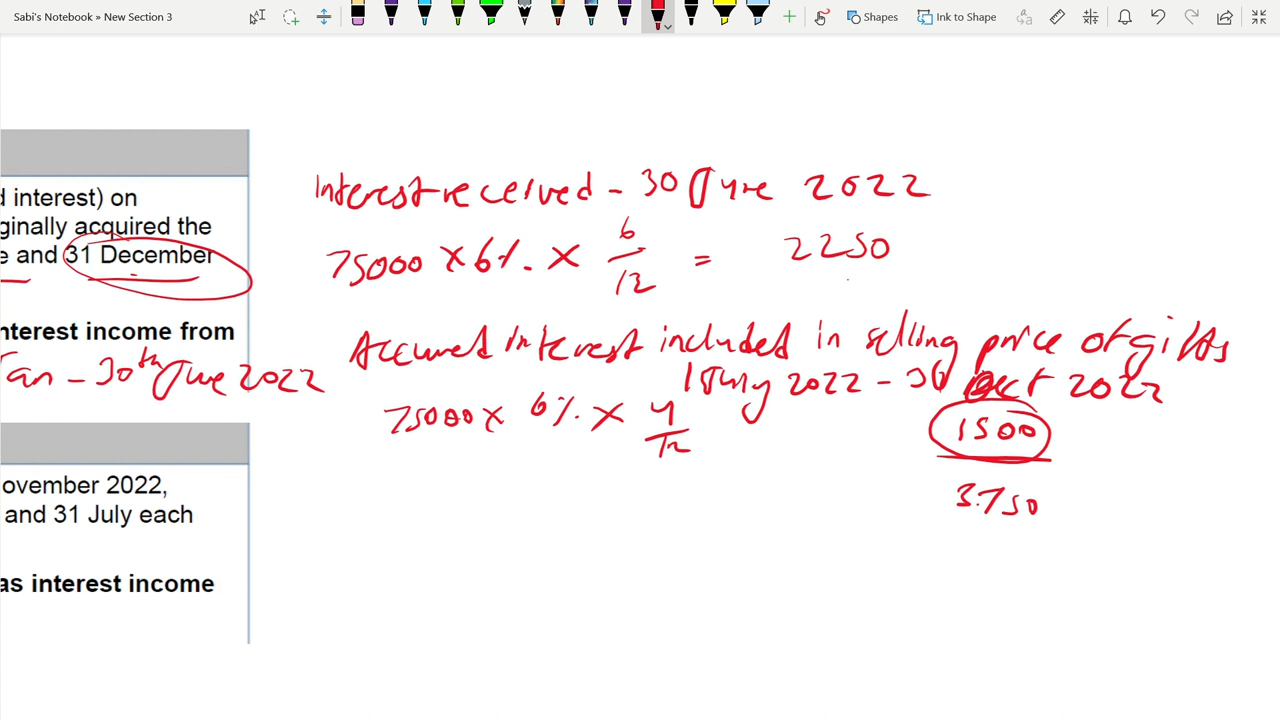 Sabi's Notebook » New Section 3
Shapes
Ink to Shape
d interest) on
ginally acquired the
e and 31 December
nterest income from
Jan - 30th June 2022
ovember 2022,
and 31 July each
as interest income
Interest received - 30 June 2022
75000 x 6% x 6/12 = 2250
Accured interest included in selling price of gilts
1 July 2022 - 30 Oct 2022
75000 x 6% x 4/12
1500
3750